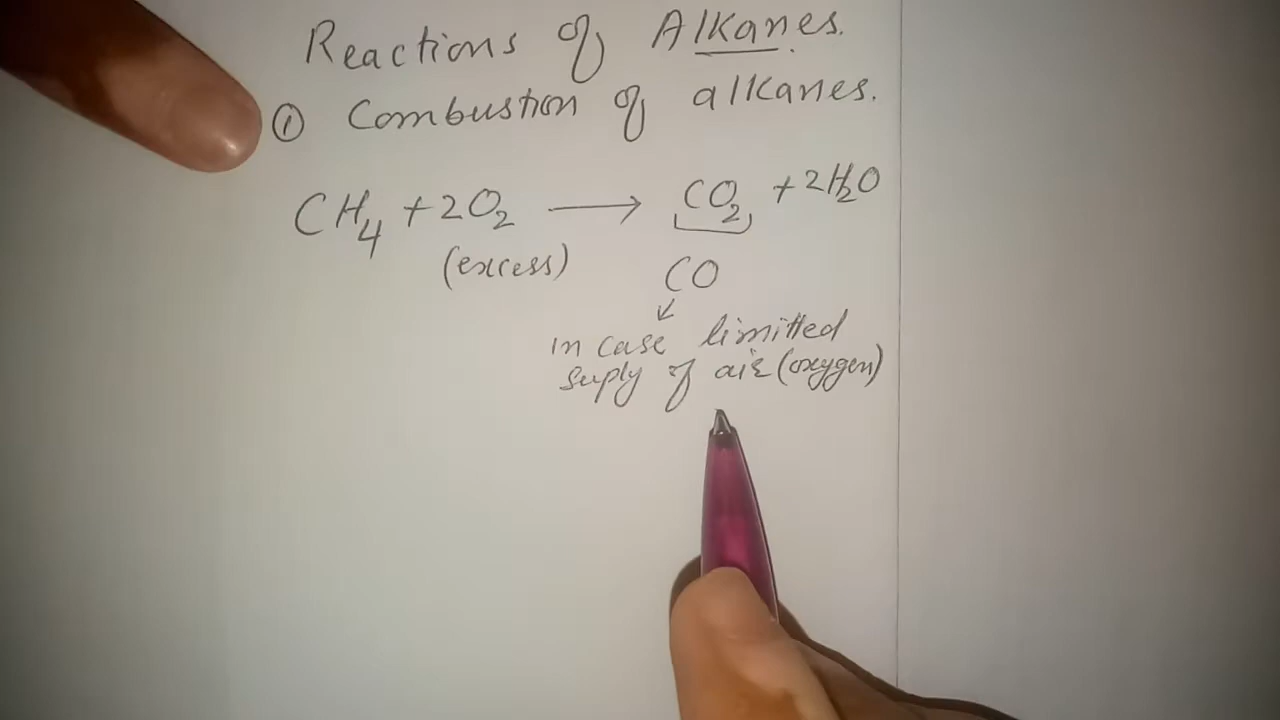 Reactions of Alkanes.
① Combustion of alkanes.
CH₄ + 2O₂ ⟶ CO₂ + 2H₂O
(excess)
CO
↙
in case limitted
suply of air (oxygen)